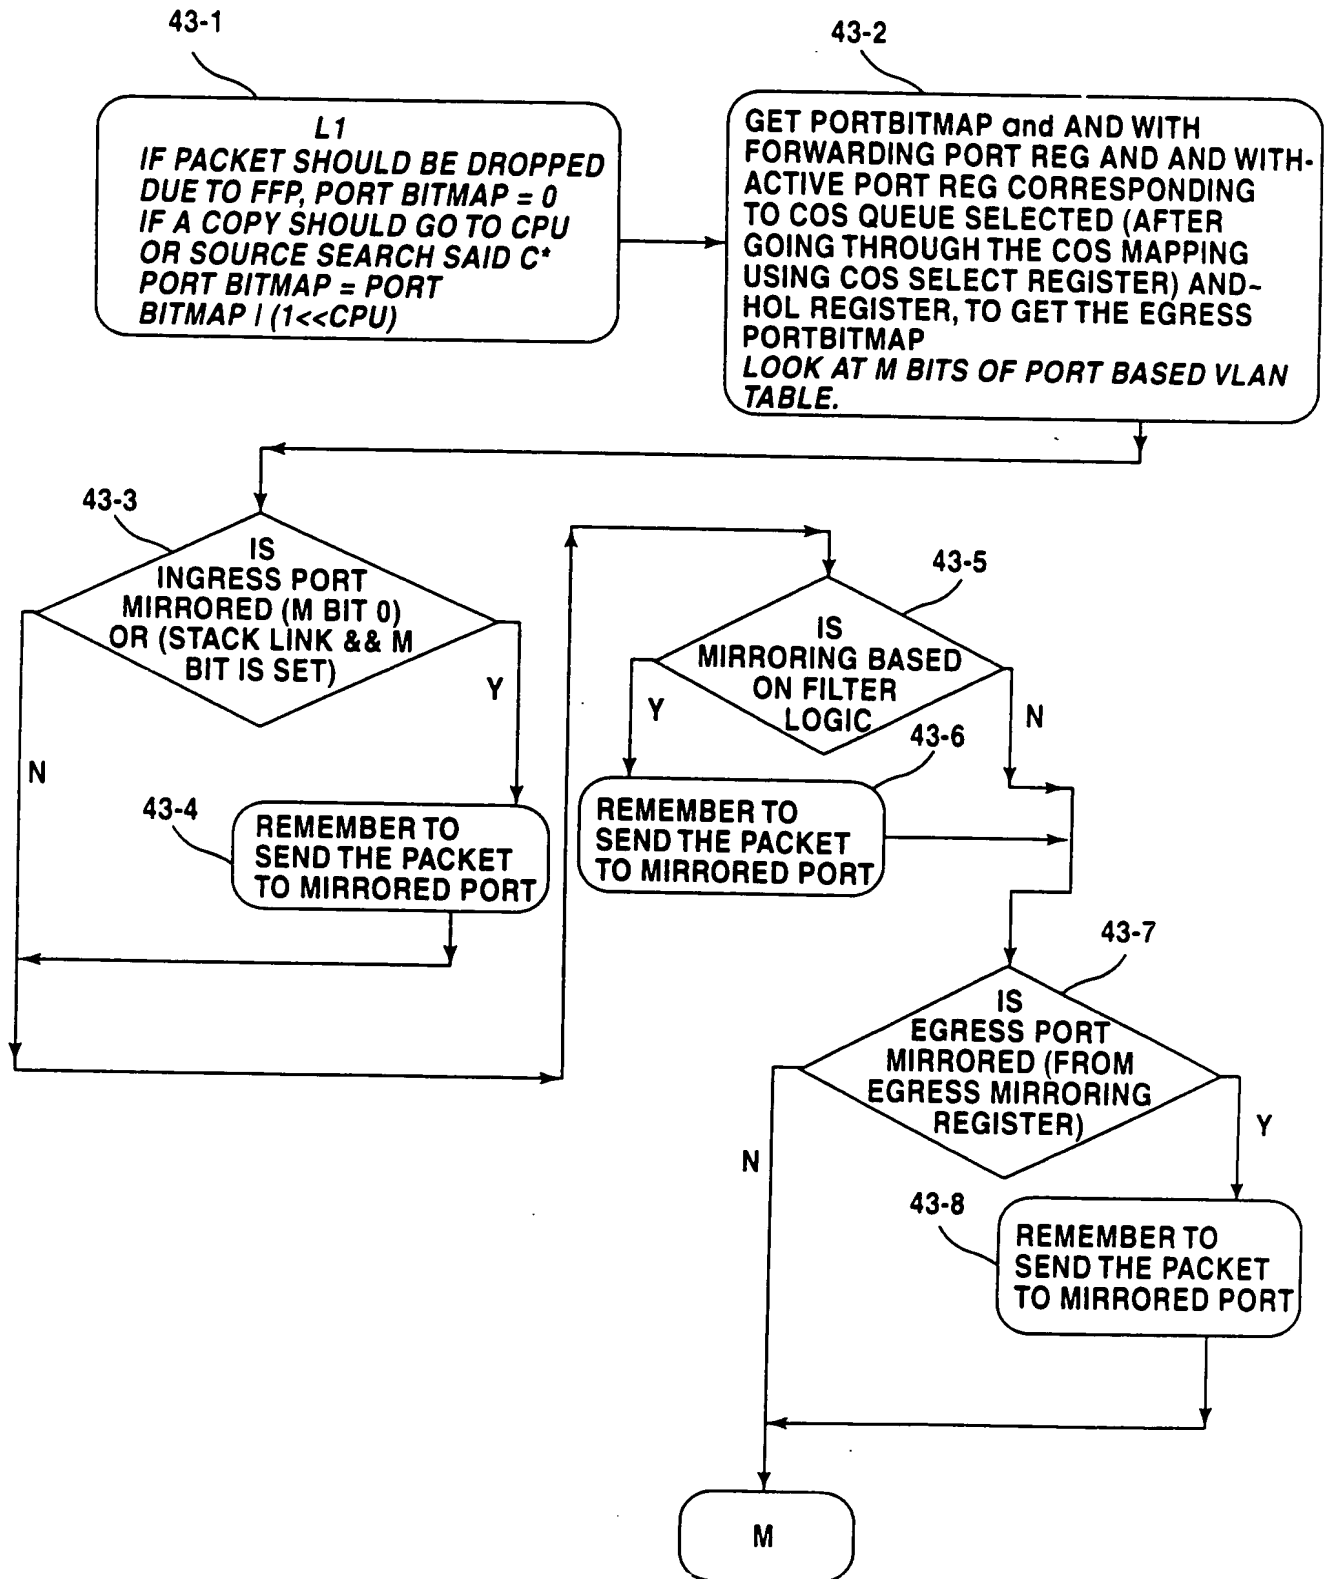 43-1
L1
IF PACKET SHOULD BE DROPPED
DUE TO FFP, PORT BITMAP = 0
IF A COPY SHOULD GO TO CPU
OR SOURCE SEARCH SAID C*
PORT BITMAP = PORT
BITMAP | (1<<CPU)
43-2
GET PORTBITMAP and AND WITH
FORWARDING PORT REG AND AND WITH-
ACTIVE PORT REG CORRESPONDING
TO COS QUEUE SELECTED (AFTER
GOING THROUGH THE COS MAPPING
USING COS SELECT REGISTER) AND~
HOL REGISTER, TO GET THE EGRESS
PORTBITMAP
LOOK AT M BITS OF PORT BASED VLAN
TABLE.
43-3
IS
INGRESS PORT
MIRRORED (M BIT 0)
OR (STACK LINK && M
BIT IS SET)
Y
N
43-4
REMEMBER TO
SEND THE PACKET
TO MIRRORED PORT
43-5
IS
MIRRORING BASED
ON FILTER
LOGIC
Y
N
43-6
REMEMBER TO
SEND THE PACKET
TO MIRRORED PORT
43-7
IS
EGRESS PORT
MIRRORED (FROM
EGRESS MIRRORING
REGISTER)
Y
N
43-8
REMEMBER TO
SEND THE PACKET
TO MIRRORED PORT
M